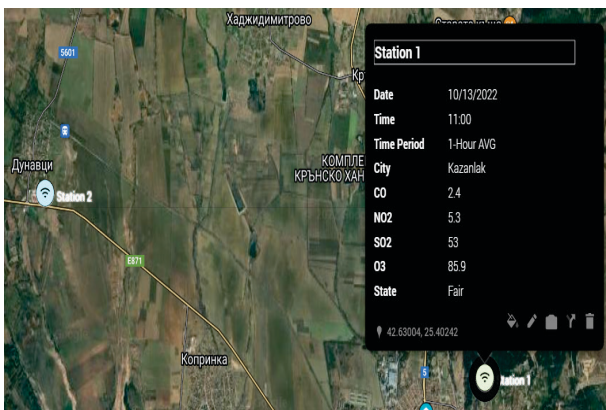 Хаджидимитрово
5601
Дунавци
Station 2
E871
Копринка
5
КРЪНСКО ХАН
Station 1
Date 10/13/2022
Time 11:00
Time Period 1-Hour AVG
City Kazanlak
CO 2.4
NO2 5.3
SO2 53
O3 85.9
State Fair
42.63004, 25.40242
tation 1